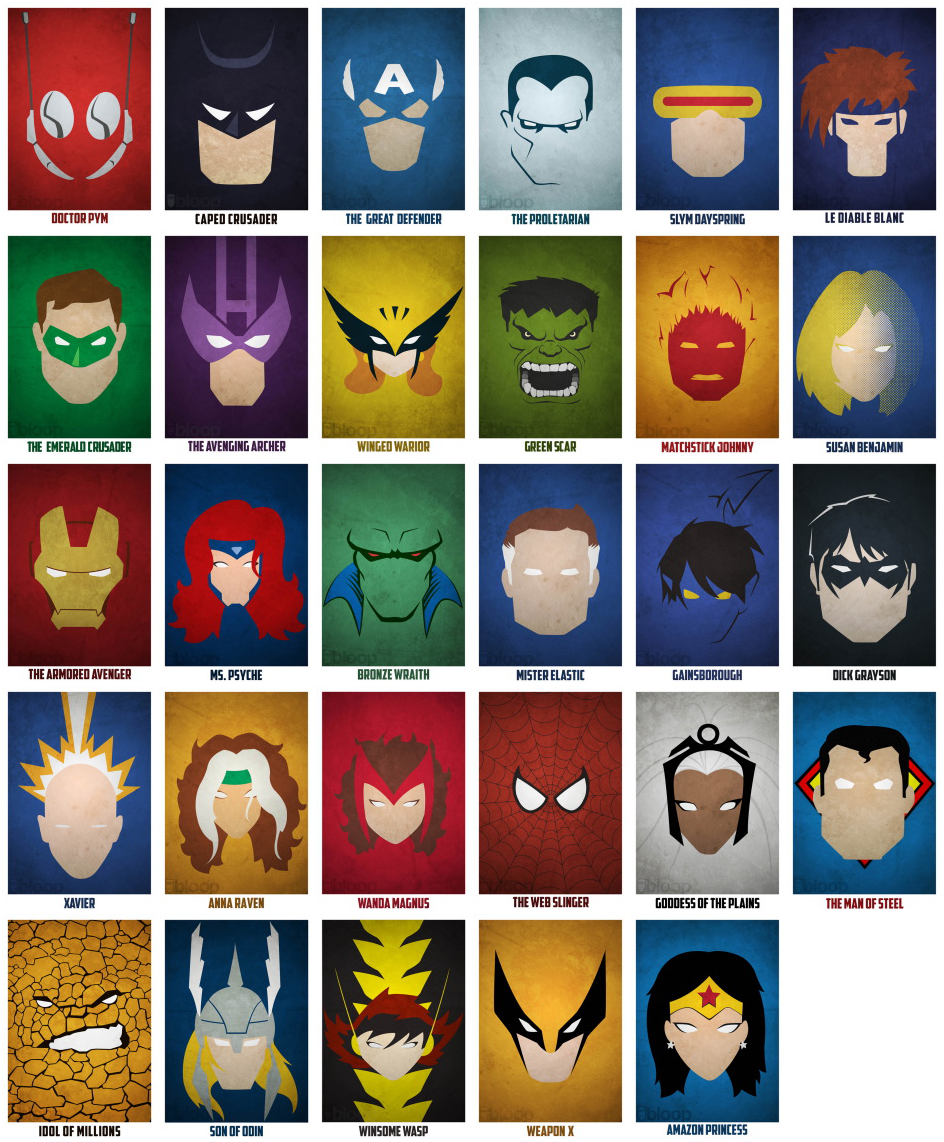 DOCTOR PYM
CAPED CRUSADER
A
THE GREAT DEFENDER
THE PROLETARIAN
SLYM DAYSPRING
LE DIABLE BLANC
THE EMERALD CRUSADER
THE AVENGING ARCHER
WINGED WARIOR
GREEN SCAR
MATCHSTICK JOHNNY
SUSAN BENJAMIN
THE ARMORED AVENGER
MS. PSYCHE
BRONZE WRAITH
MISTER ELASTIC
GAINSBOROUGH
DICK GRAYSON
XAVIER
ANNA RAVEN
WANDA MAGNUS
THE WEB SLINGER
GODDESS OF THE PLAINS
THE MAN OF STEEL
IDOL OF MILLIONS
SON OF ODIN
WINSOME WASP
WEAPON X
AMAZON PRINCESS